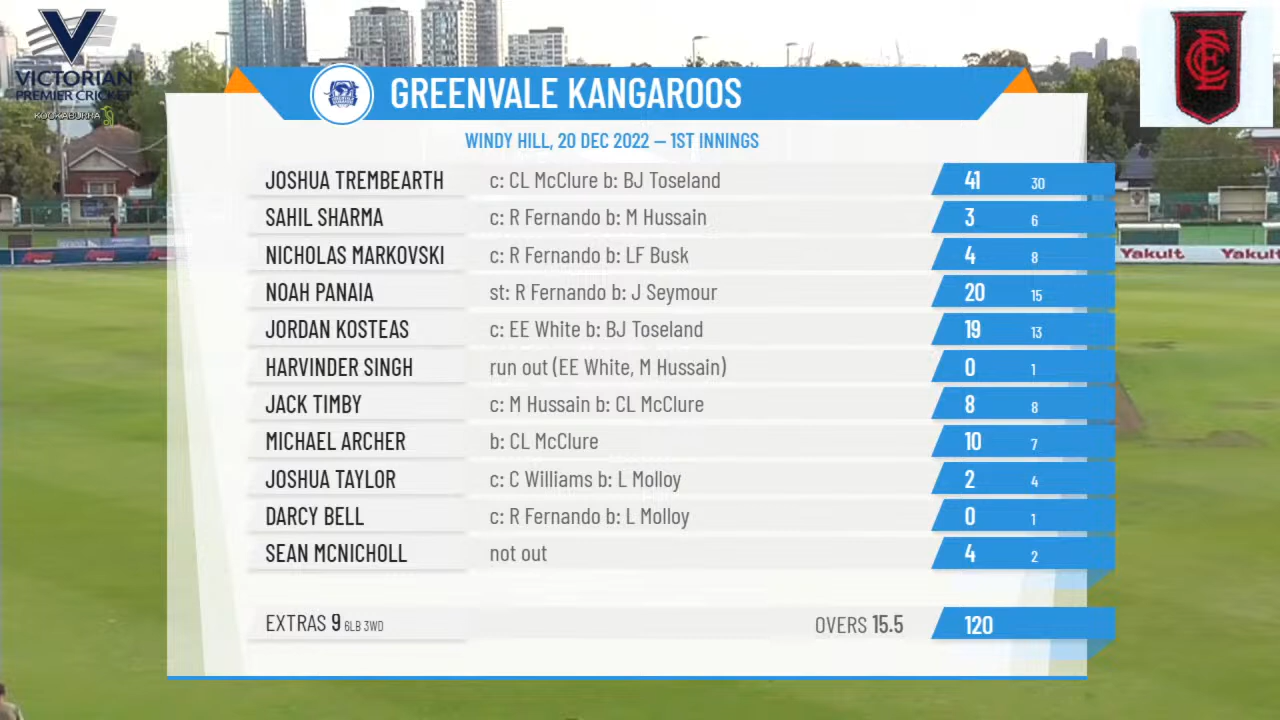 VICTORIAN
PREMIER CRICKET
KOOKABURRA
GREENVALE KANGAROOS
WINDY HILL, 20 DEC 2022 – 1ST INNINGS
JOSHUA TREMBEARTH c: CL McClure b: BJ Toseland 41 30
SAHIL SHARMA c: R Fernando b: M Hussain 3 6
NICHOLAS MARKOVSKI c: R Fernando b: LF Busk 4 8
NOAH PANAIA st: R Fernando b: J Seymour 20 15
JORDAN KOSTEAS c: EE White b: BJ Toseland 19 13
HARVINDER SINGH run out (EE White, M Hussain) 0 1
JACK TIMBY c: M Hussain b: CL McClure 8 8
MICHAEL ARCHER b: CL McClure 10 7
JOSHUA TAYLOR c: C Williams b: L Molloy 2 4
DARCY BELL c: R Fernando b: L Molloy 0 1
SEAN MCNICHOLL not out 4 2
EXTRAS 9 6LB 3WD OVERS 15.5 120
Yakult Yakult